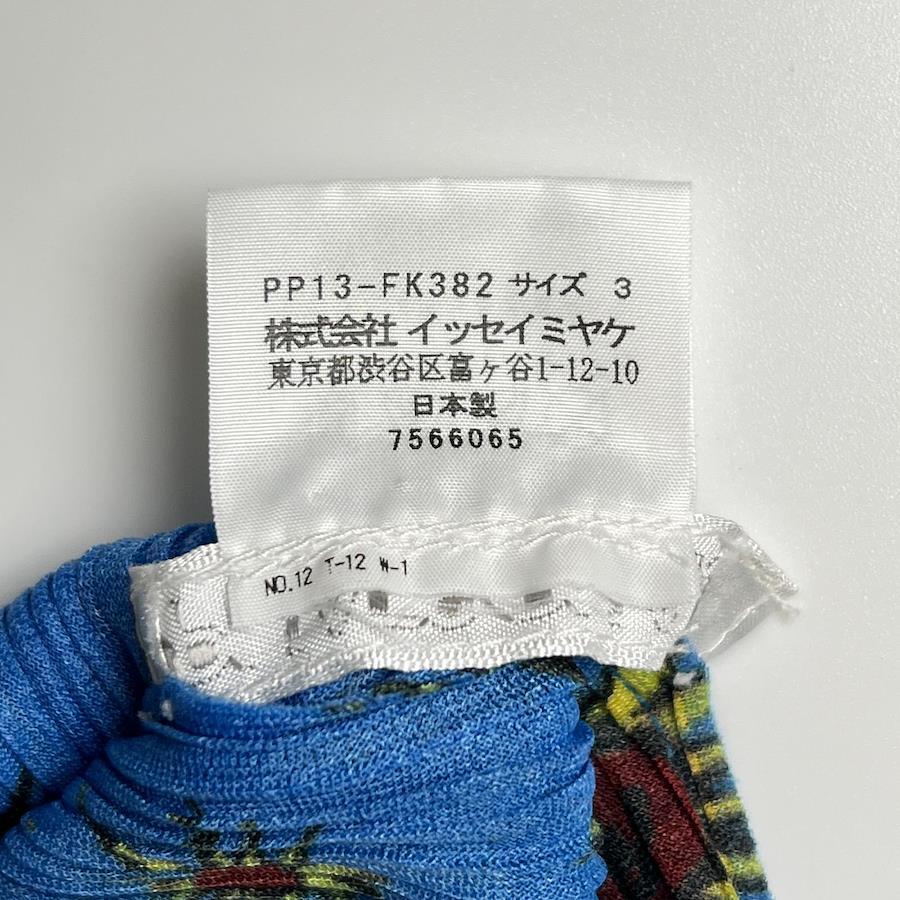 PP13-FK382 サイズ 3
株式会社 イッセイミヤケ
東京都渋谷区富ヶ谷1-12-10
日本製
7566065
NO.12 T-12 W-1